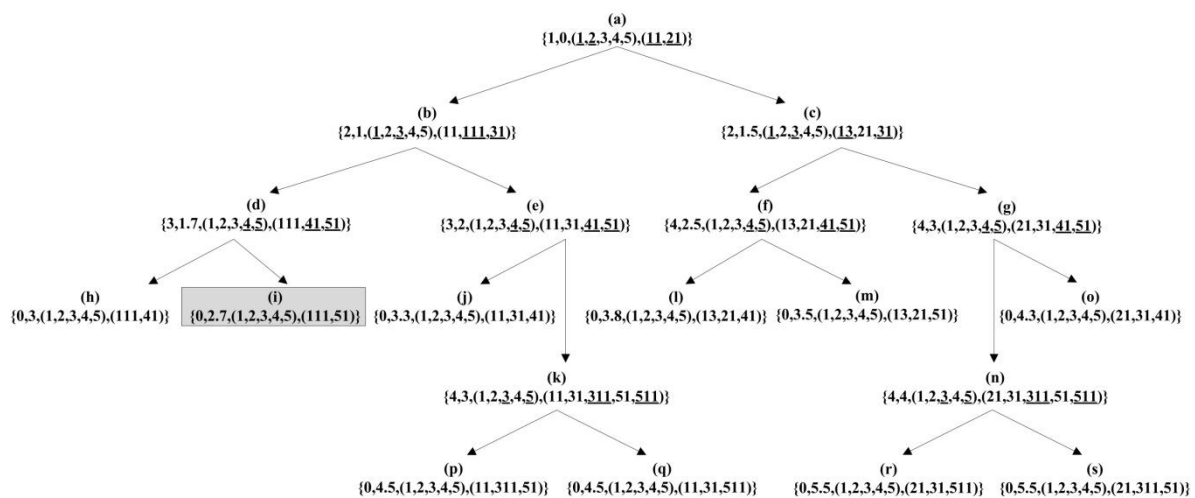 (a)
{1,0,(1,2,3,4,5),(11,21)}
(b)
{2,1,(1,2,3,4,5),(11,111,31)}
(c)
{2,1.5,(1,2,3,4,5),(13,21,31)}
(d)
{3,1.7,(1,2,3,4,5),(111,41,51)}
(e)
{3,2,(1,2,3,4,5),(11,31,41,51)}
(f)
{4,2.5,(1,2,3,4,5),(13,21,41,51)}
(g)
{4,3,(1,2,3,4,5),(21,31,41,51)}
(h)
{0,3,(1,2,3,4,5),(111,41)}
(i)
{0,2.7,(1,2,3,4,5),(111,51)}
(j)
{0,3.3,(1,2,3,4,5),(11,31,41)}
(l)
{0,3.8,(1,2,3,4,5),(13,21,41)}
(m)
{0,3.5,(1,2,3,4,5),(13,21,51)}
(o)
{0,4.3,(1,2,3,4,5),(21,31,41)}
(k)
{4,3,(1,2,3,4,5),(11,31,311,51,511)}
(n)
{4,4,(1,2,3,4,5),(21,31,311,51,511)}
(p)
{0,4.5,(1,2,3,4,5),(11,311,51)}
(q)
{0,4.5,(1,2,3,4,5),(11,31,511)}
(r)
{0,5.5,(1,2,3,4,5),(21,31,511)}
(s)
{0,5.5,(1,2,3,4,5),(21,311,51)}